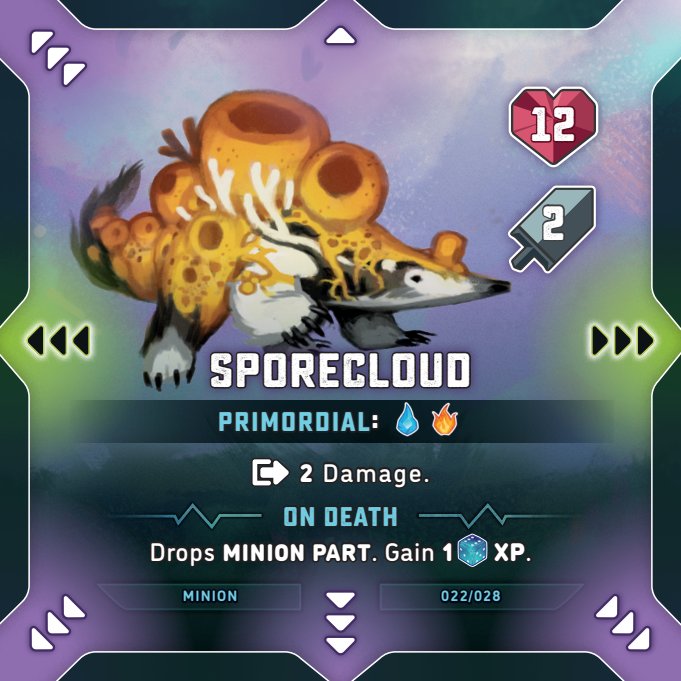 12
2
SPORECLOUD
PRIMORDIAL:
2 Damage.
ON DEATH
Drops MINION PART. Gain 1 XP.
MINION
022/028